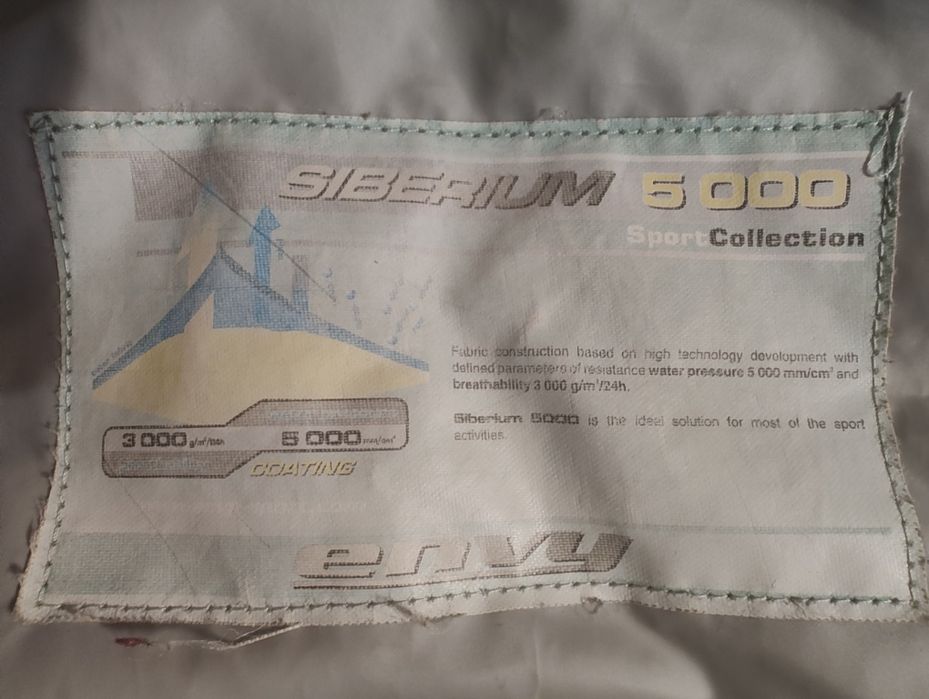 SIBERIUM 5 000
SportCollection
Fabric construction based on high technology development with
defined parameters of resistance water pressure 5 000 mm/cm² and
breathability 3 000 g/m²/24h.
Siberium 5000 is the ideal solution for most of the sport
activities.
3 000 g/m²/24h 5 000 mm/cm²
COATING
envy